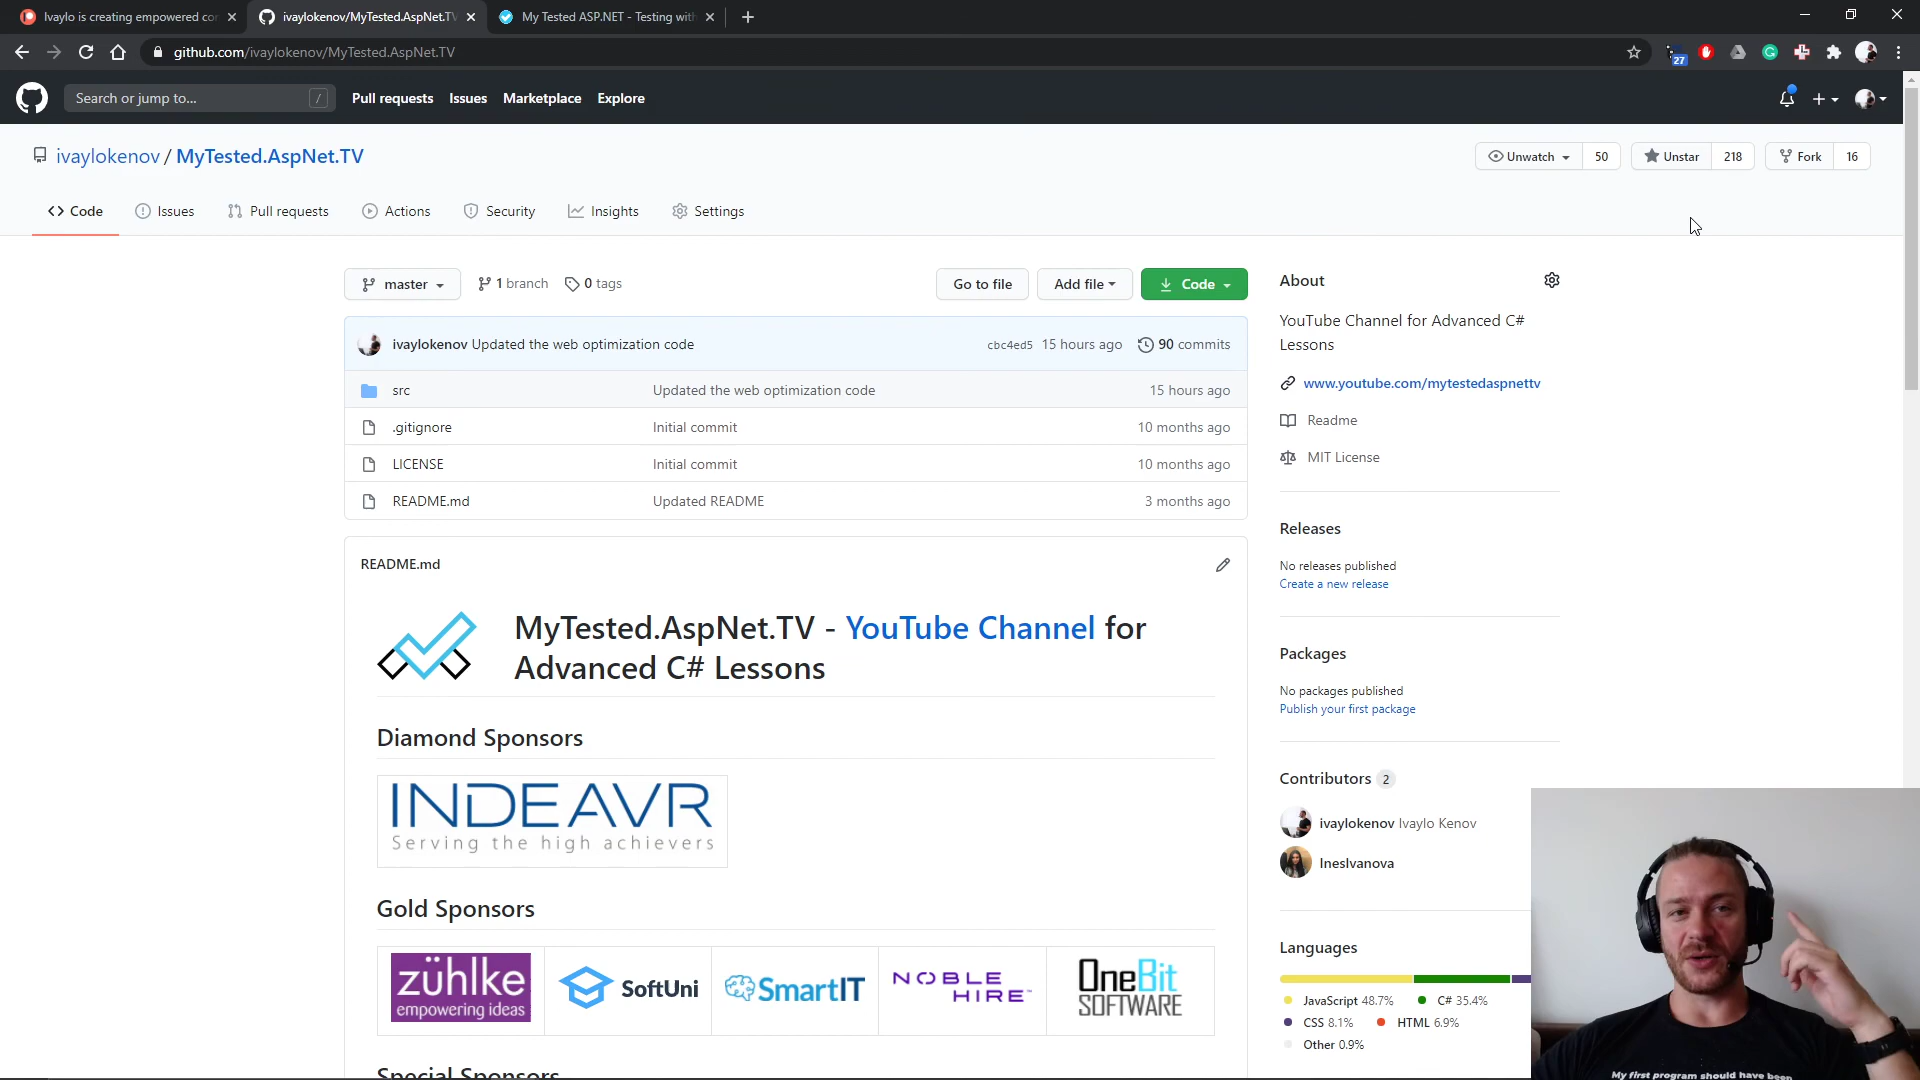 Ivaylo is creating empowered co
ivaylokenov/MyTested.AspNet.TV
My Tested ASP.NET - Testing with
github.com/ivaylokenov/MyTested.AspNet.TV
27
Search or jump to...
/
Pull requests
Issues
Marketplace
Explore
ivaylokenov / MyTested.AspNet.TV
Unwatch
50
Unstar
218
Fork
16
Code
Issues
Pull requests
Actions
Security
Insights
Settings
master
1 branch
0 tags
Go to file
Add file
Code
ivaylokenov Updated the web optimization code
cbc4ed5
15 hours ago
90 commits
src
Updated the web optimization code
15 hours ago
.gitignore
Initial commit
10 months ago
LICENSE
Initial commit
10 months ago
README.md
Updated README
3 months ago
README.md
MyTested.AspNet.TV - YouTube Channel for
Advanced C# Lessons
Diamond Sponsors
INDEAVR
Serving the high achievers
Gold Sponsors
zühlke
empowering ideas
SoftUni
SmartIT
NOBLE
HIRE™
OneBit
SOFTWARE
Special Sponsors
About
YouTube Channel for Advanced C#
Lessons
www.youtube.com/mytestedaspnettv
Readme
MIT License
Releases
No releases published
Create a new release
Packages
No packages published
Publish your first package
Contributors 2
ivaylokenov Ivaylo Kenov
InesIvanova
Languages
JavaScript 48.7%
C# 35.4%
CSS 8.1%
HTML 6.9%
Other 0.9%
My first program should have been